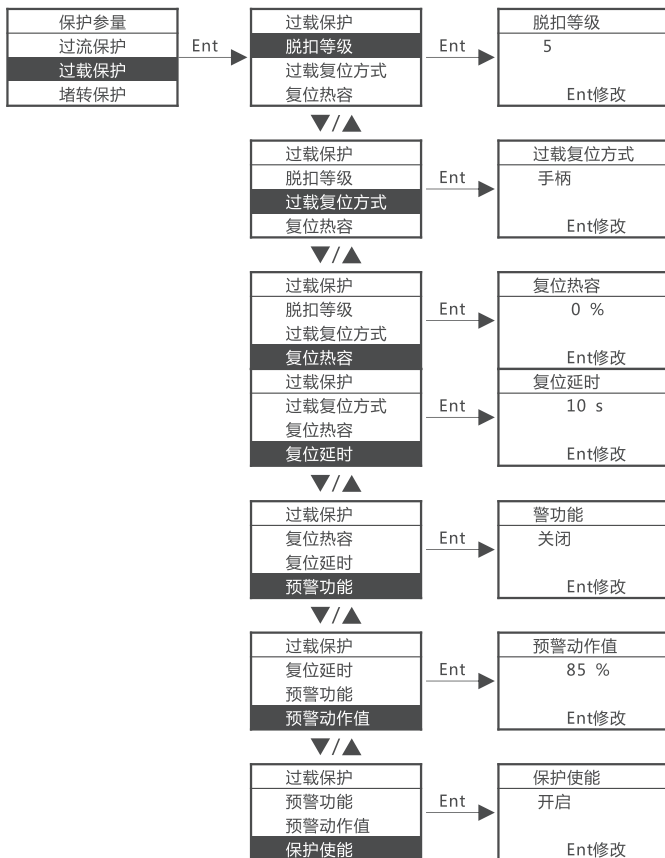 保护参量
过流保护
过载保护
堵转保护
Ent
过载保护
脱扣等级
过载复位方式
复位热容
Ent
脱扣等级
5
Ent修改
▼/▲
过载保护
脱扣等级
过载复位方式
复位热容
Ent
过载复位方式
手柄
Ent修改
▼/▲
过载保护
脱扣等级
过载复位方式
复位热容
Ent
复位热容
0 %
Ent修改
过载保护
过载复位方式
复位热容
复位延时
Ent
复位延时
10 s
Ent修改
▼/▲
过载保护
复位热容
复位延时
预警功能
Ent
警功能
关闭
Ent修改
▼/▲
过载保护
复位延时
预警功能
预警动作值
Ent
预警动作值
85 %
Ent修改
▼/▲
过载保护
预警功能
预警动作值
保护使能
Ent
保护使能
开启
Ent修改